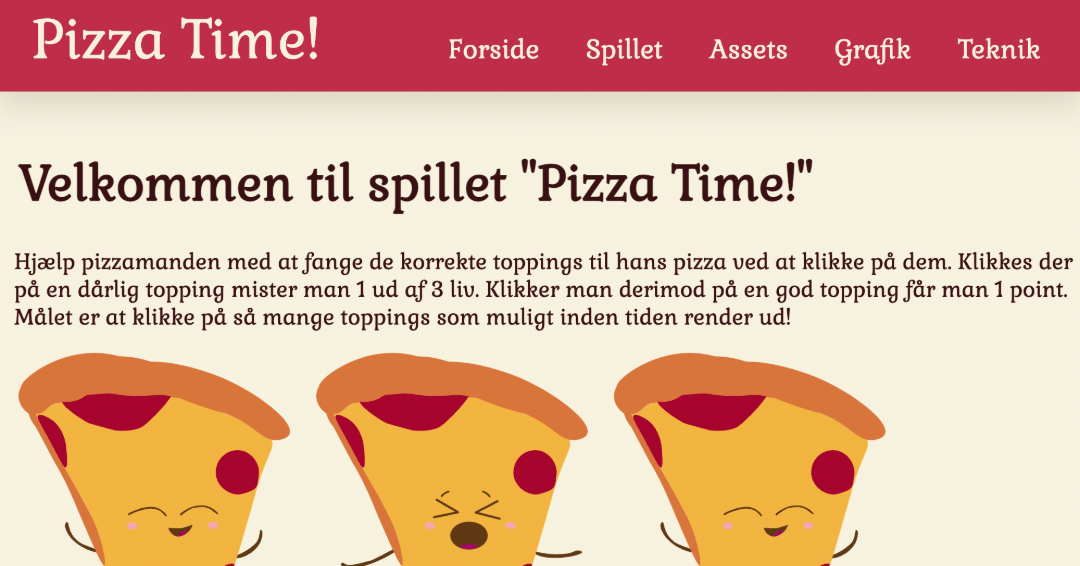 Pizza Time!
Forside Spillet Assets Grafik Teknik
Velkommen til spillet "Pizza Time!"
Hjælp pizzamanden med at fange de korrekte toppings til hans pizza ved at klikke på dem. Klikkes der
på en dårlig topping mister man 1 ud af 3 liv. Klikker man derimod på en god topping får man 1 point.
Målet er at klikke på så mange toppings som muligt inden tiden render ud!